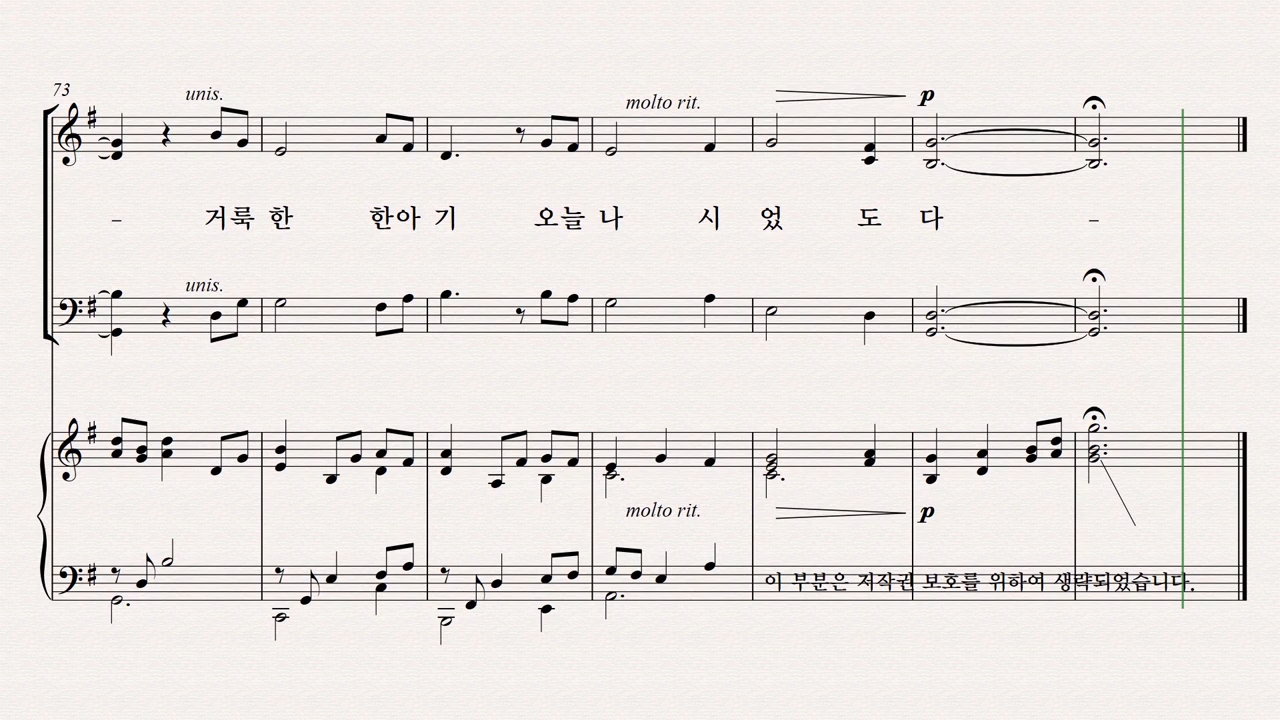 73
unis.
molto rit.
p
– 거룩 한 한아 기 오늘 나 시 었 도 다 –
unis.
molto rit.
p
이 부분은 저작권 보호를 위하여 생략되었습니다.